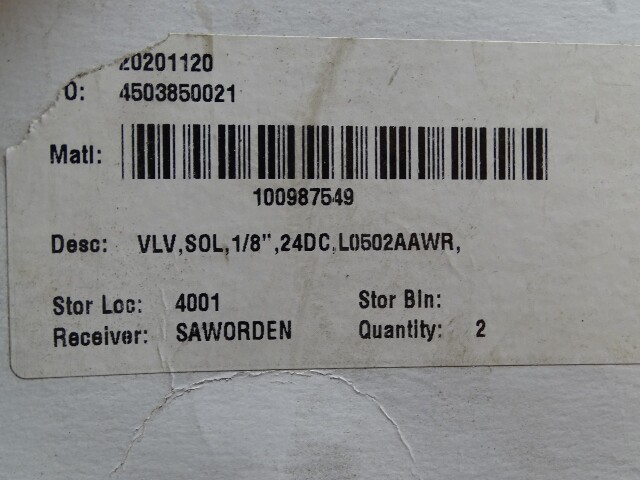 20201120
O: 4503850021
Matl:
100987549
Desc: VLV,SOL,1/8",24DC,L0502AAWR,
Stor Loc: 4001 Stor Bin:
Receiver: SAWORDEN Quantity: 2